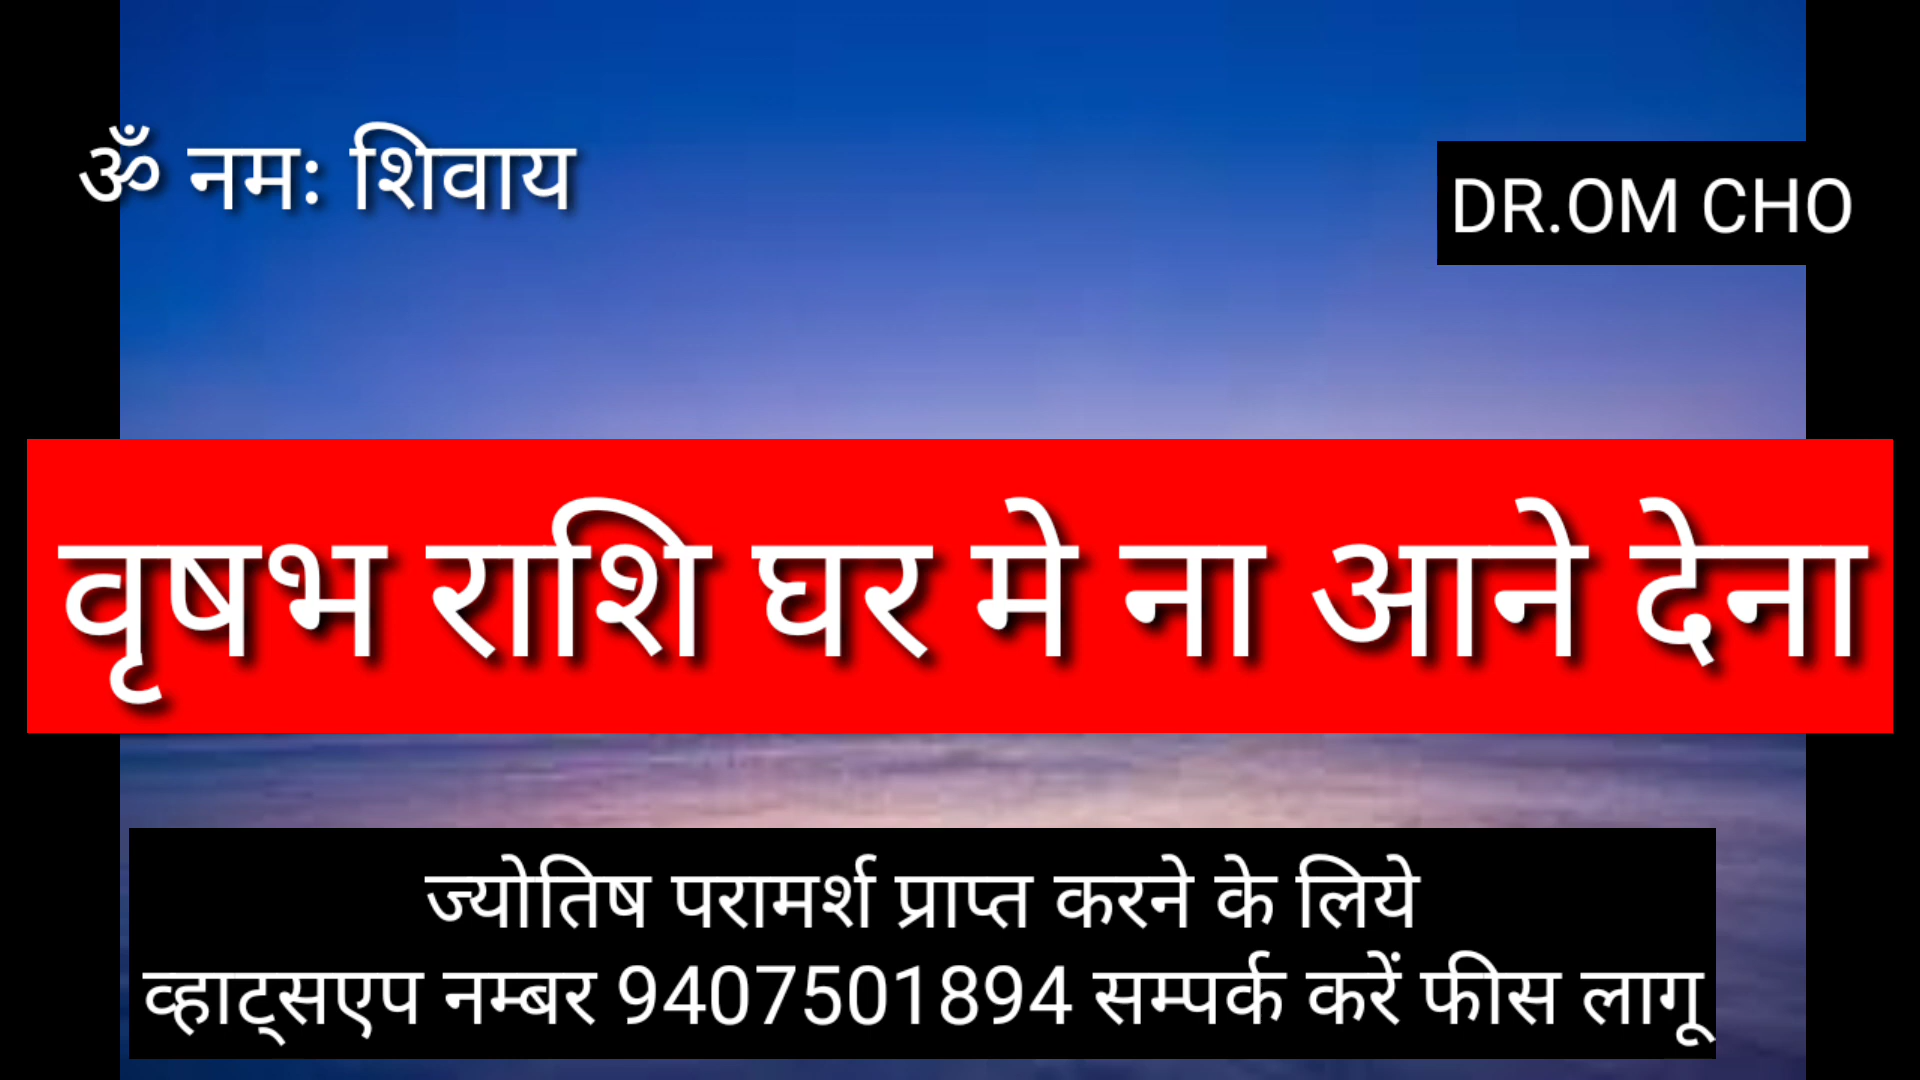 ॐ नमः शिवाय
DR.OM CHO
वृषभ राशि घर मे ना आने देना
ज्योतिष परामर्श प्राप्त करने के लिये
व्हाट्सएप नम्बर 9407501894 सम्पर्क करें फीस लागू